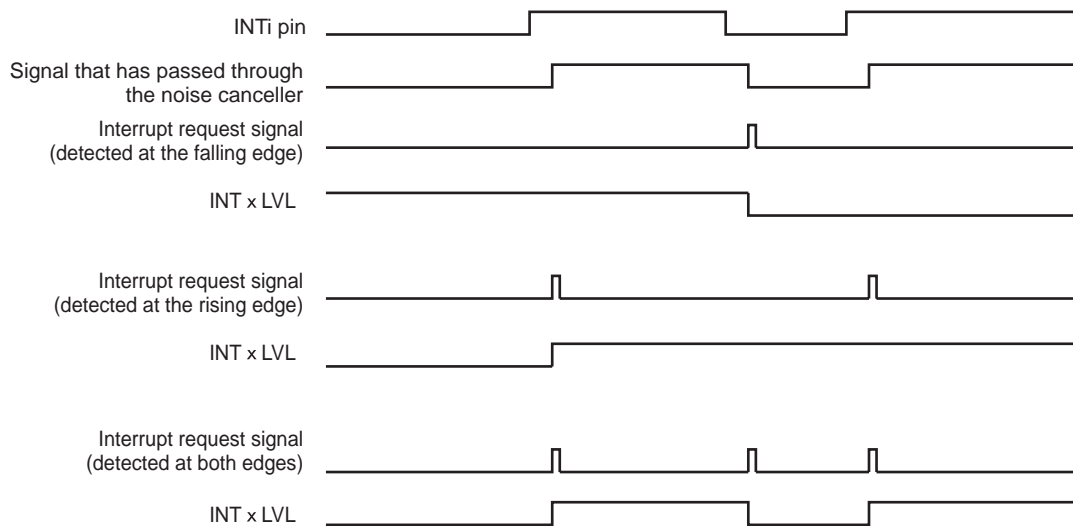 INTi pin
Signal that has passed through
the noise canceller
Interrupt request signal
(detected at the falling edge)
INT x LVL
Interrupt request signal
(detected at the rising edge)
INT x LVL
Interrupt request signal
(detected at both edges)
INT x LVL